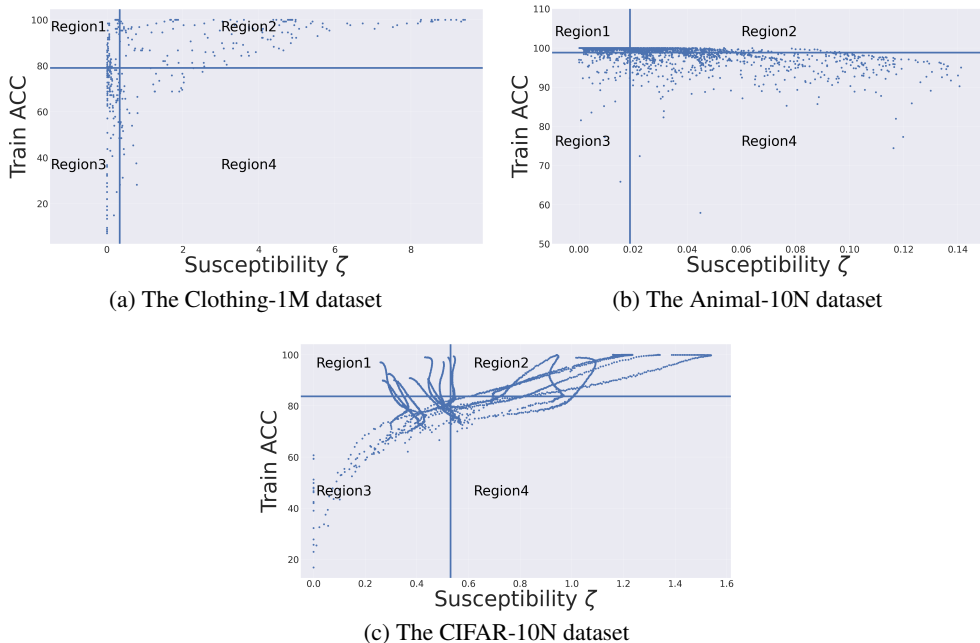 Train ACC
100
80
60
40
20
Region1
Region2
Region3
Region4
0
2
4
6
8
Susceptibility ζ
(a) The Clothing-1M dataset
Train ACC
110
100
90
80
70
60
50
Region1
Region2
Region3
Region4
0.00
0.02
0.04
0.06
0.08
0.10
0.12
0.14
Susceptibility ζ
(b) The Animal-10N dataset
Train ACC
100
80
60
40
20
Region1
Region2
Region3
Region4
0.0
0.2
0.4
0.6
0.8
1.0
1.2
1.4
1.6
Susceptibility ζ
(c) The CIFAR-10N dataset